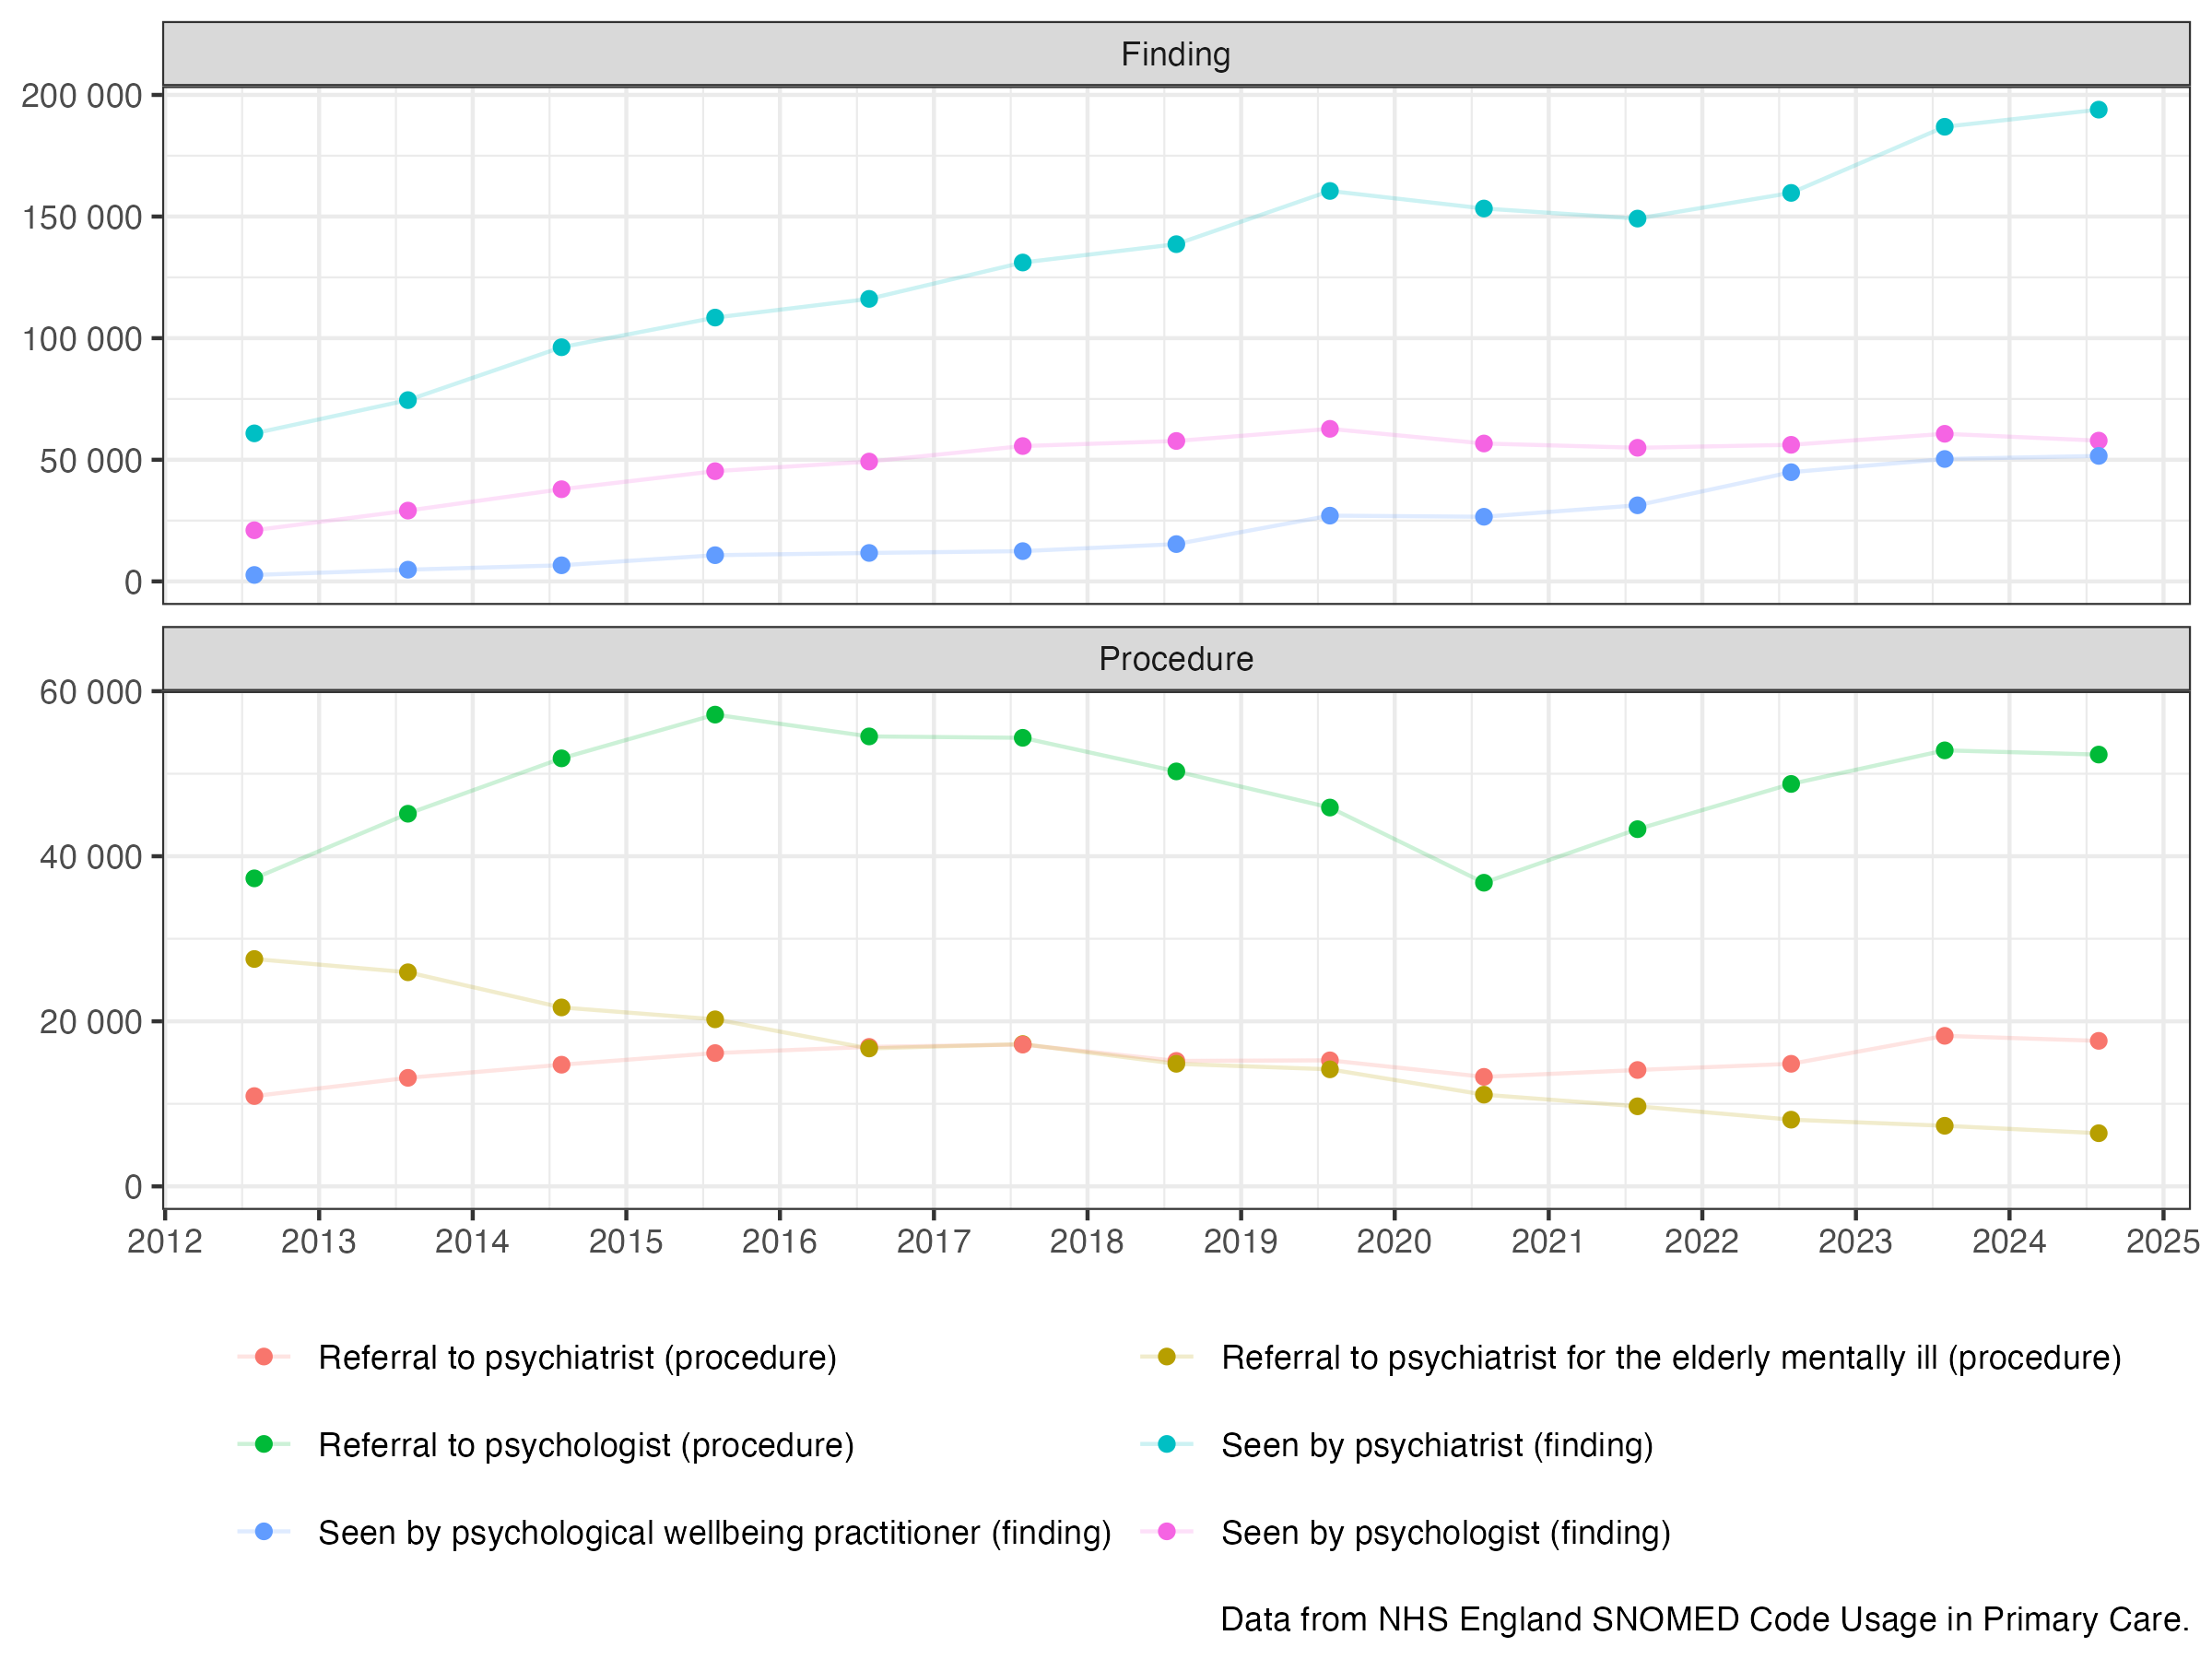 Finding
200 000
150 000
100 000
50 000
0
Procedure
60 000
40 000
20 000
0
2012 2013 2014 2015 2016 2017 2018 2019 2020 2021 2022 2023 2024 2025
Referral to psychiatrist (procedure) Referral to psychiatrist for the elderly mentally ill (procedure)
Referral to psychologist (procedure) Seen by psychiatrist (finding)
Seen by psychological wellbeing practitioner (finding) Seen by psychologist (finding)
Data from NHS England SNOMED Code Usage in Primary Care.